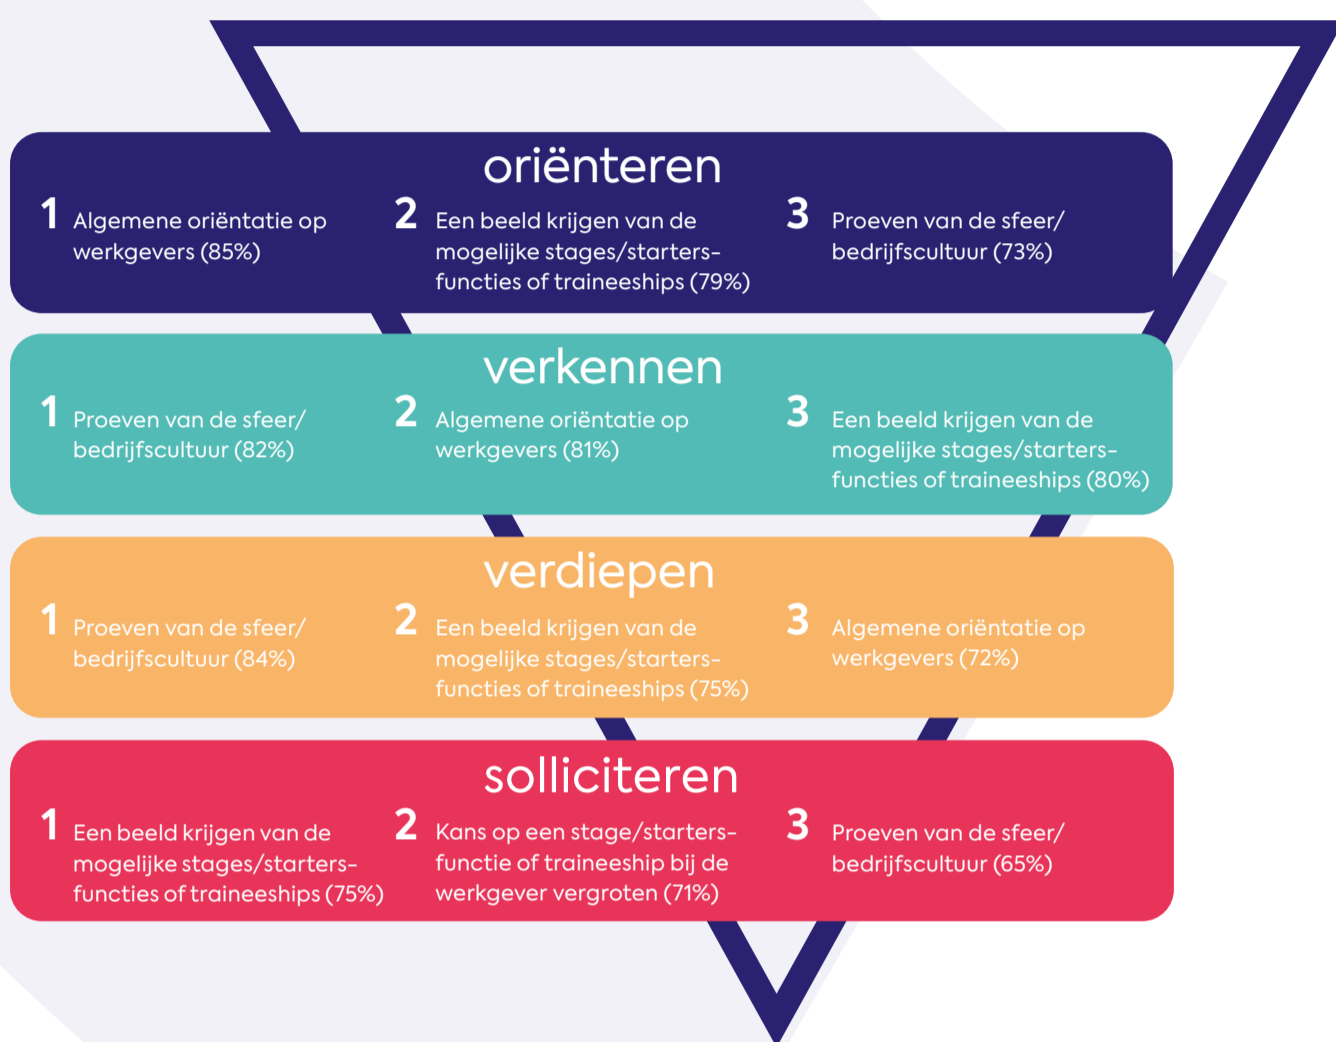 oriënteren
1 Algemene oriëntatie op
werkgevers (85%)
2 Een beeld krijgen van de
mogelijke stages/starters-
functies of traineeships (79%)
3 Proeven van de sfeer/
bedrijfscultuur (73%)
verkennen
1 Proeven van de sfeer/
bedrijfscultuur (82%)
2 Algemene oriëntatie op
werkgevers (81%)
3 Een beeld krijgen van de
mogelijke stages/starters-
functies of traineeships (80%)
verdiepen
1 Proeven van de sfeer/
bedrijfscultuur (84%)
2 Een beeld krijgen van de
mogelijke stages/starters-
functies of traineeships (75%)
3 Algemene oriëntatie op
werkgevers (72%)
solliciteren
1 Een beeld krijgen van de
mogelijke stages/starters-
functies of traineeships (75%)
2 Kans op een stage/starters-
functie of traineeship bij de
werkgever vergroten (71%)
3 Proeven van de sfeer/
bedrijfscultuur (65%)